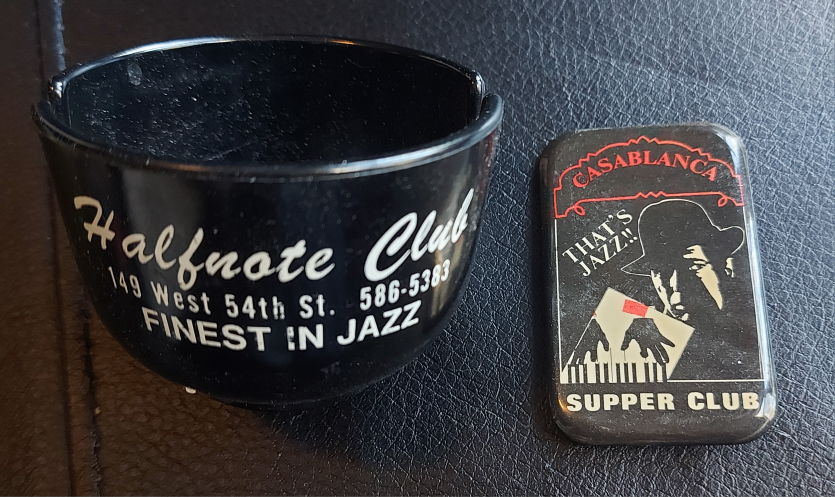 Halfnote Club
149 West 54th St. 586-5383
FINEST IN JAZZ
CASABLANCA
THAT'S
JAZZ!!
SUPPER CLUB